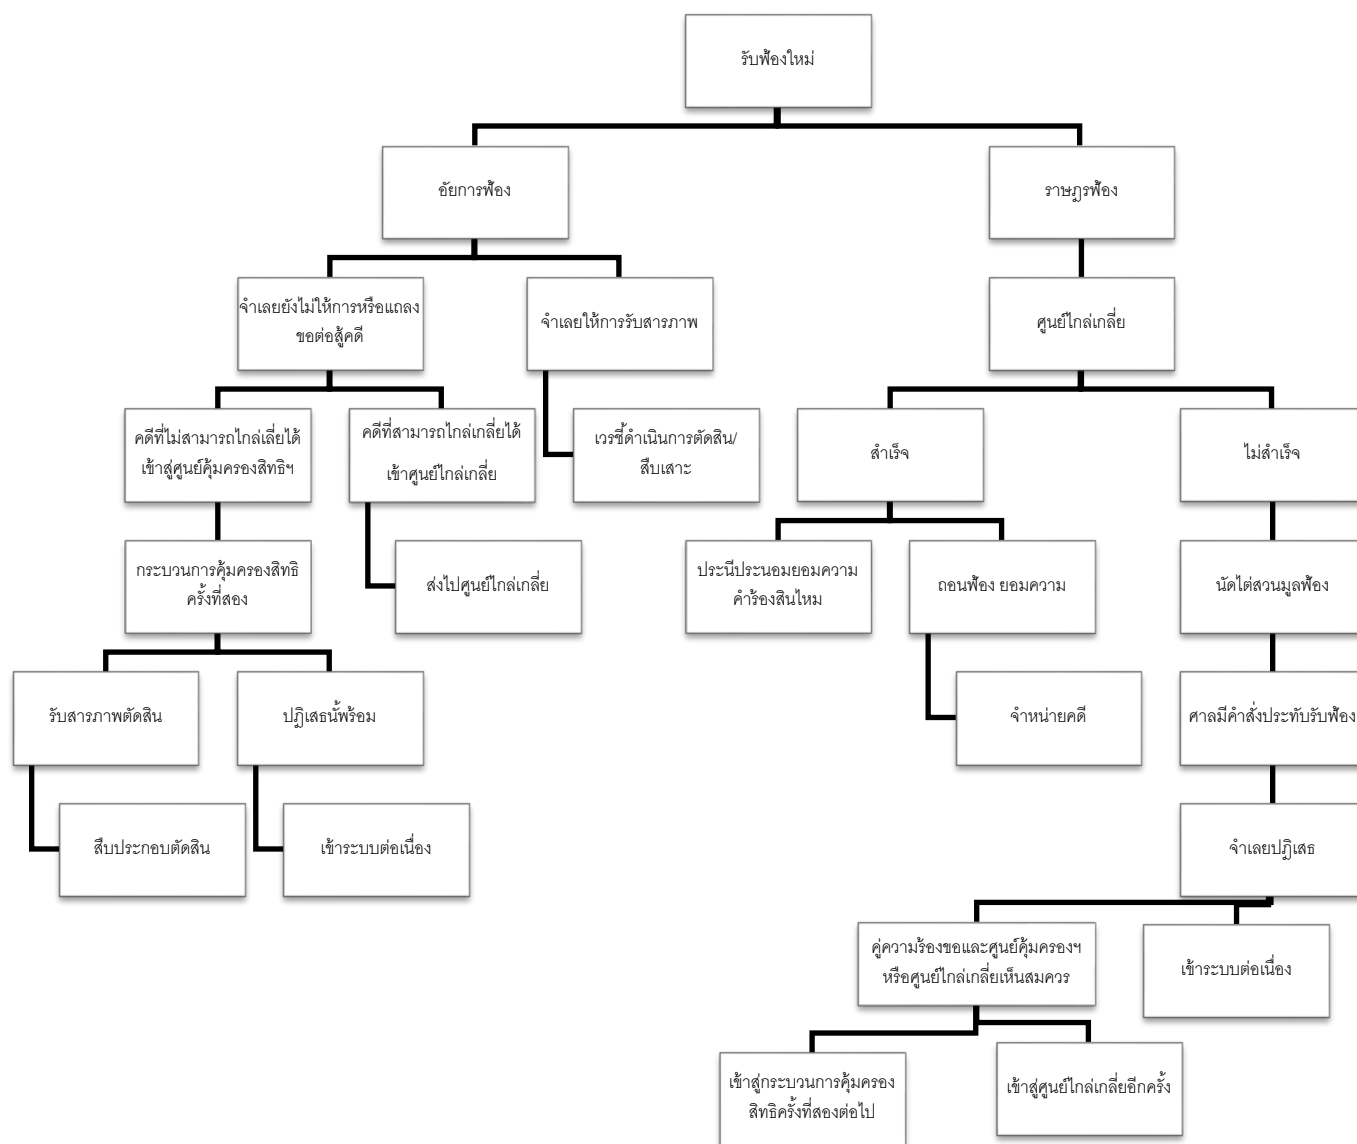 รับฟ้องใหม่
อัยการฟ้อง
ราษฎรฟ้อง
จำเลยยังไม่ให้การหรือแถลง
ขอต่อสู้คดี
จำเลยให้การรับสารภาพ
ศูนย์ไกล่เกลี่ย
คดีที่ไม่สามารถไกล่เลี่ยได้
เข้าสู่ศูนย์คุ้มครองสิทธิฯ
คดีที่สามารถไกล่เกลี่ยได้
เข้าศูนย์ไกล่เกลี่ย
เวรชี้ดำเนินการตัดสิน/
สืบเสาะ
สำเร็จ
ไม่สำเร็จ
กระบวนการคุ้มครองสิทธิ
ครั้งที่สอง
ส่งไปศูนย์ไกล่เกลี่ย
ประนีประนอมยอมความ
คำร้องสินไหม
ถอนฟ้อง ยอมความ
นัดไต่สวนมูลฟ้อง
รับสารภาพตัดสิน
ปฎิเสธนั้พร้อม
จำหน่ายคดี
ศาลมีคำสั่งประทับรับฟ้อง
สืบประกอบตัดสิน
เข้าระบบต่อเนื่อง
จำเลยปฎิเสธ
คู่ความร้องขอและศูนย์คุ้มครองฯ
หรือศูนย์ไกล่เกลี่ยเห็นสมควร
เข้าระบบต่อเนื่อง
เข้าสู่กระบวนการคุ้มครอง
สิทธิครั้งที่สองต่อไป
เข้าสู่ศูนย์ไกล่เกลี่ยอีกครั้ง